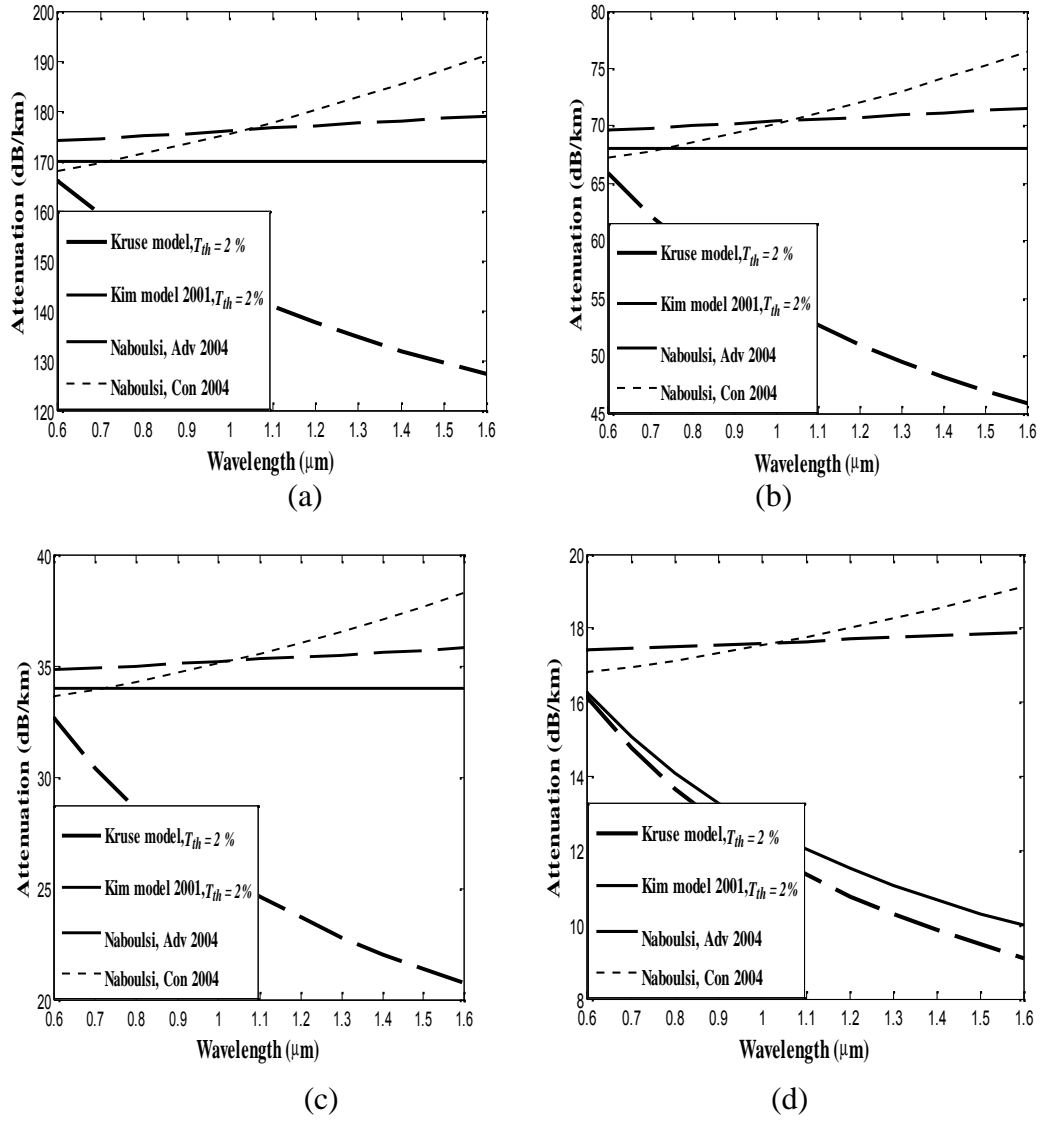 200
190
180
170
160
150
140
130
120
Attenuation (dB/km)
Kruse model,T_th = 2 %
Kim model 2001,T_th = 2%
Naboulsi, Adv 2004
Naboulsi, Con 2004
0.6 0.7 0.8 0.9 1 1.1 1.2 1.3 1.4 1.5 1.6
Wavelength (μm)
(a)
80
75
70
65
60
55
50
45
Attenuation (dB/km)
Kruse model,T_th = 2 %
Kim model 2001,T_th = 2%
Naboulsi, Adv 2004
Naboulsi, Con 2004
0.6 0.7 0.8 0.9 1 1.1 1.2 1.3 1.4 1.5 1.6
Wavelength (μm)
(b)
40
35
30
25
20
Attenuation (dB/km)
Kruse model,T_th = 2 %
Kim model 2001,T_th = 2%
Naboulsi, Adv 2004
Naboulsi, Con 2004
0.6 0.7 0.8 0.9 1 1.1 1.2 1.3 1.4 1.5 1.6
Wavelength (μm)
(c)
20
18
16
14
12
10
8
Attenuation (dB/km)
Kruse model,T_th = 2 %
Kim model 2001,T_th = 2%
Naboulsi, Adv 2004
Naboulsi, Con 2004
0.6 0.7 0.8 0.9 1 1.1 1.2 1.3 1.4 1.5 1.6
Wavelength (μm)
(d)